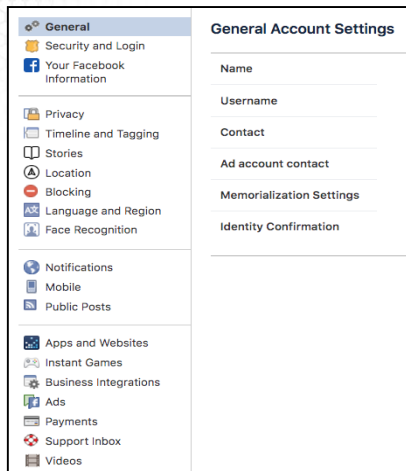 General
Security and Login
Your Facebook
Information
Privacy
Timeline and Tagging
Stories
Location
Blocking
Language and Region
Face Recognition
Notifications
Mobile
Public Posts
Apps and Websites
Instant Games
Business Integrations
Ads
Payments
Support Inbox
Videos
General Account Settings
Name
Username
Contact
Ad account contact
Memorialization Settings
Identity Confirmation